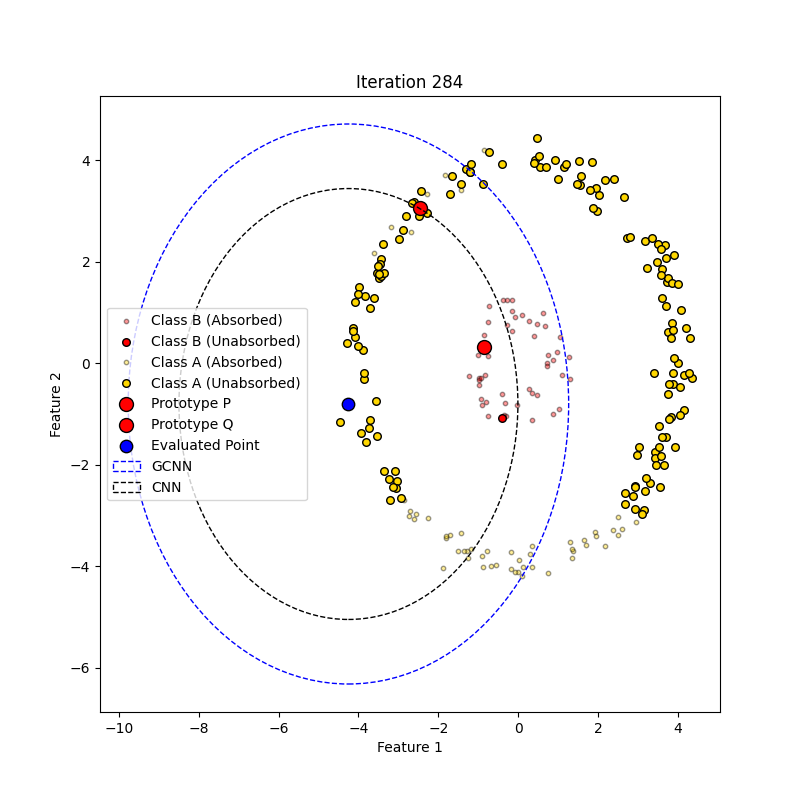 Iteration 284
Feature 2
4
2
0
−2
−4
−6
Class B (Absorbed)
Class B (Unabsorbed)
Class A (Absorbed)
Class A (Unabsorbed)
Prototype P
Prototype Q
Evaluated Point
GCNN
CNN
−10 −8 −6 −4 −2 0 2 4
Feature 1